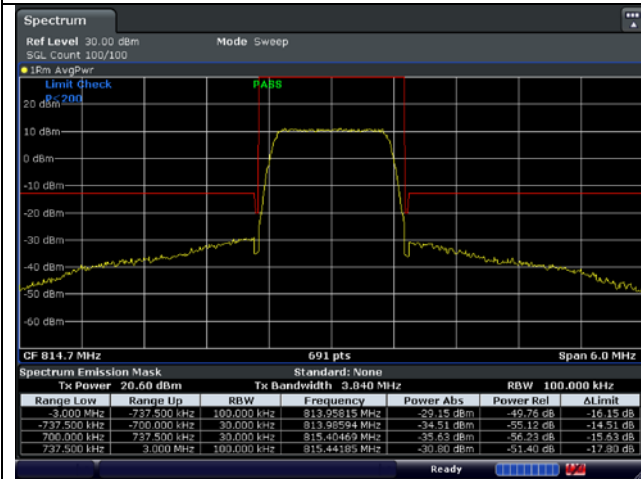 Spectrum
Ref Level 30.00 dBm Mode Sweep
SGL Count 100/100
1Rm AvgPwr
Limit Check PASS
P<200
20 dBm
10 dBm
0 dBm
-10 dBm
-20 dBm
-30 dBm
-40 dBm
-50 dBm
-60 dBm
CF 814.7 MHz 691 pts Span 6.0 MHz
Spectrum Emission Mask Standard: None
Tx Power 20.60 dBm Tx Bandwidth 3.840 MHz RBW 100.000 kHz
Range Low Range Up RBW Frequency Power Abs Power Rel ΔLimit
-3.000 MHz -737.500 kHz 100.000 kHz 813.95815 MHz -29.15 dBm -49.76 dB -16.15 dB
-737.500 kHz -700.000 kHz 30.000 kHz 813.98594 MHz -34.51 dBm -55.12 dB -14.51 dB
700.000 kHz 737.500 kHz 30.000 kHz 815.40469 MHz -35.63 dBm -56.23 dB -15.63 dB
737.500 kHz 3.000 MHz 100.000 kHz 815.44185 MHz -30.80 dBm -51.40 dB -17.80 dB
Ready